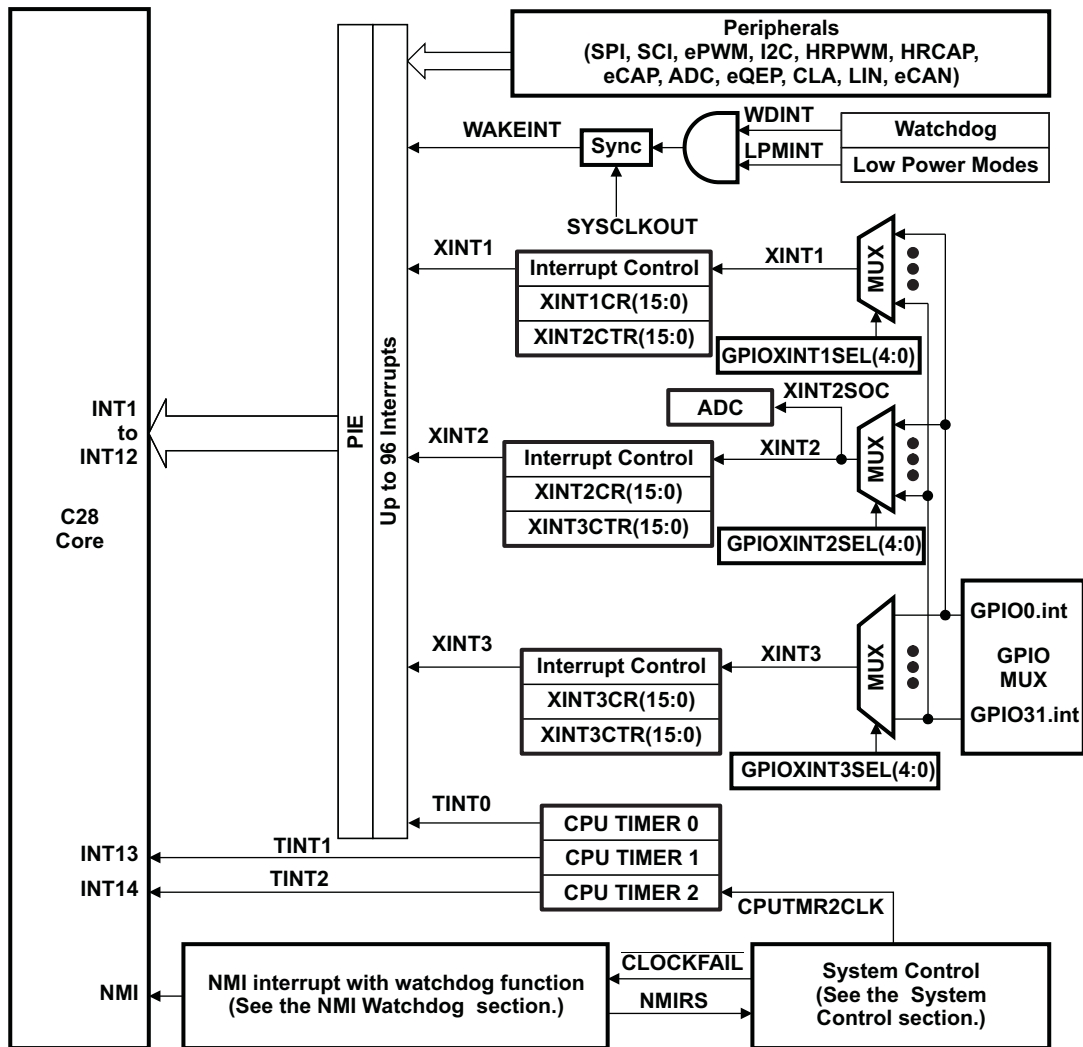 Peripherals
(SPI, SCI, ePWM, I2C, HRPWM, HRCAP,
eCAP, ADC, eQEP, CLA, LIN, eCAN)
WAKEINT
Sync
WDINT
LPMINT
Watchdog
Low Power Modes
SYSCLKOUT
XINT1
Interrupt Control
XINT1CR(15:0)
XINT2CTR(15:0)
XINT1
MUX
GPIOXINT1SEL(4:0)
INT1
to
INT12
PIE
Up to 96 Interrupts
C28
Core
ADC
XINT2SOC
XINT2
Interrupt Control
XINT2CR(15:0)
XINT3CTR(15:0)
XINT2
MUX
GPIOXINT2SEL(4:0)
XINT3
Interrupt Control
XINT3CR(15:0)
XINT3CTR(15:0)
XINT3
MUX
GPIOXINT3SEL(4:0)
GPIO0.int
GPIO
MUX
GPIO31.int
TINT0
CPU TIMER 0
INT13
TINT1
CPU TIMER 1
INT14
TINT2
CPU TIMER 2
CPUTMR2CLK
NMI
NMI interrupt with watchdog function
(See the NMI Watchdog section.)
CLOCKFAIL
NMIRS
System Control
(See the System
Control section.)